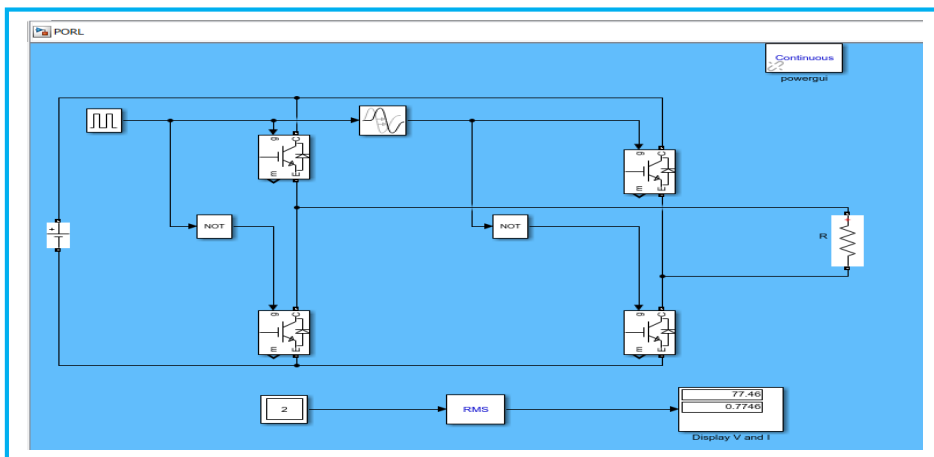 PORL
Continuous
powergui
g C
m E
g C
m E
NOT
NOT
R
+
+
g C
m E
g C
m E
2
RMS
77.46
0.7746
Display V and I